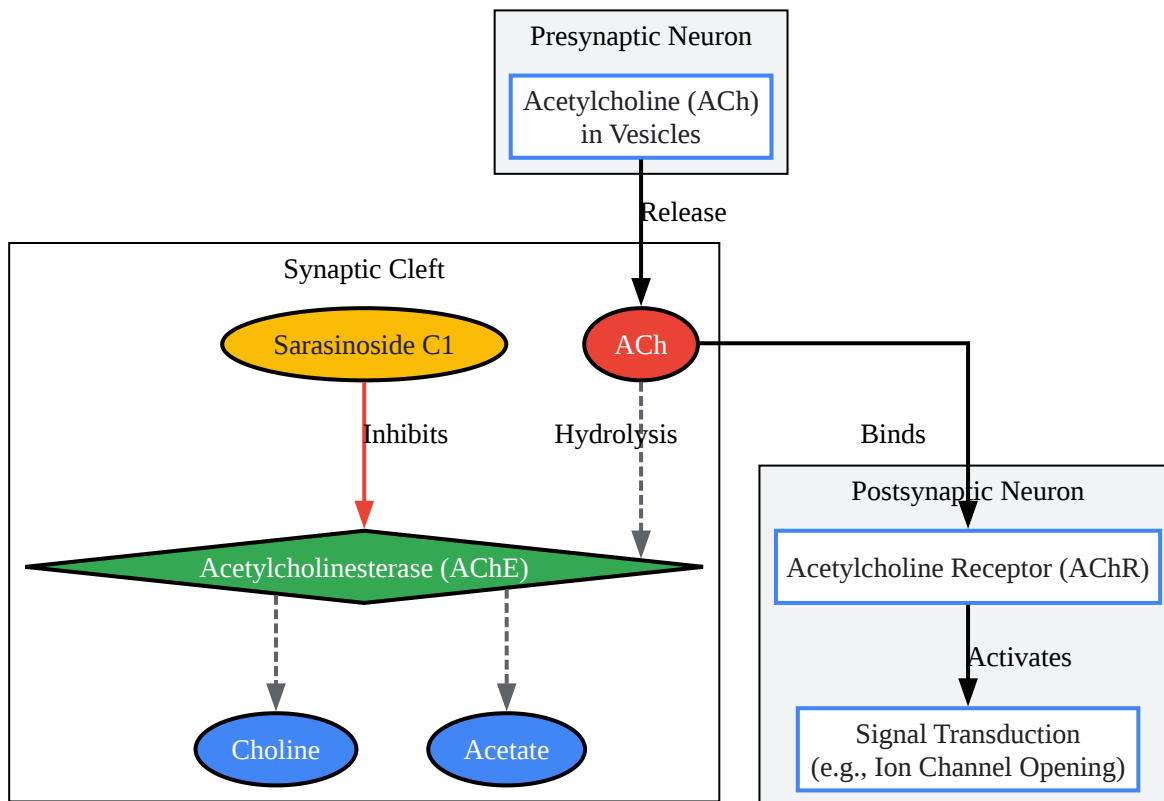 Presynaptic Neuron
Acetylcholine (ACh)
in Vesicles
Release
Synaptic Cleft
Sarasinoside C1
ACh
Inhibits
Hydrolysis
Binds
Postsynaptic Neuron
Acetylcholinesterase (AChE)
Acetylcholine Receptor (AChR)
Activates
Choline
Acetate
Signal Transduction
(e.g., Ion Channel Opening)